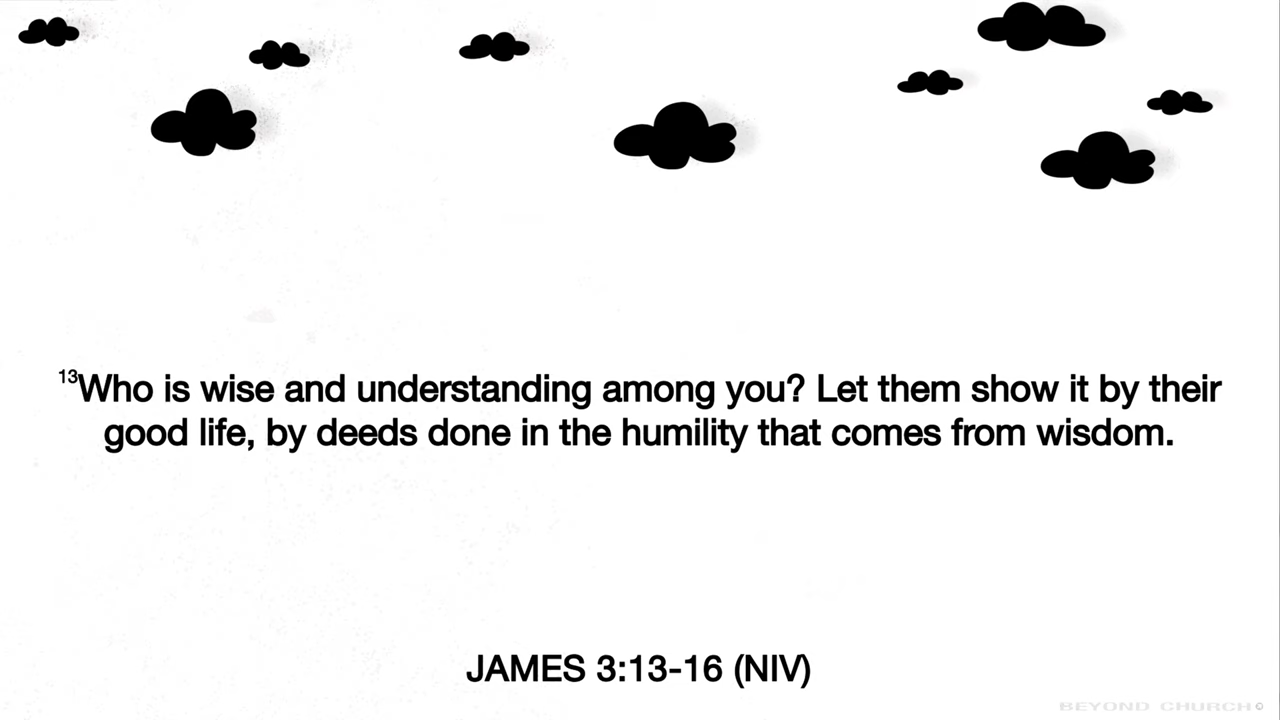 13Who is wise and understanding among you? Let them show it by their
good life, by deeds done in the humility that comes from wisdom.
JAMES 3:13-16 (NIV)
BEYOND CHURCH©